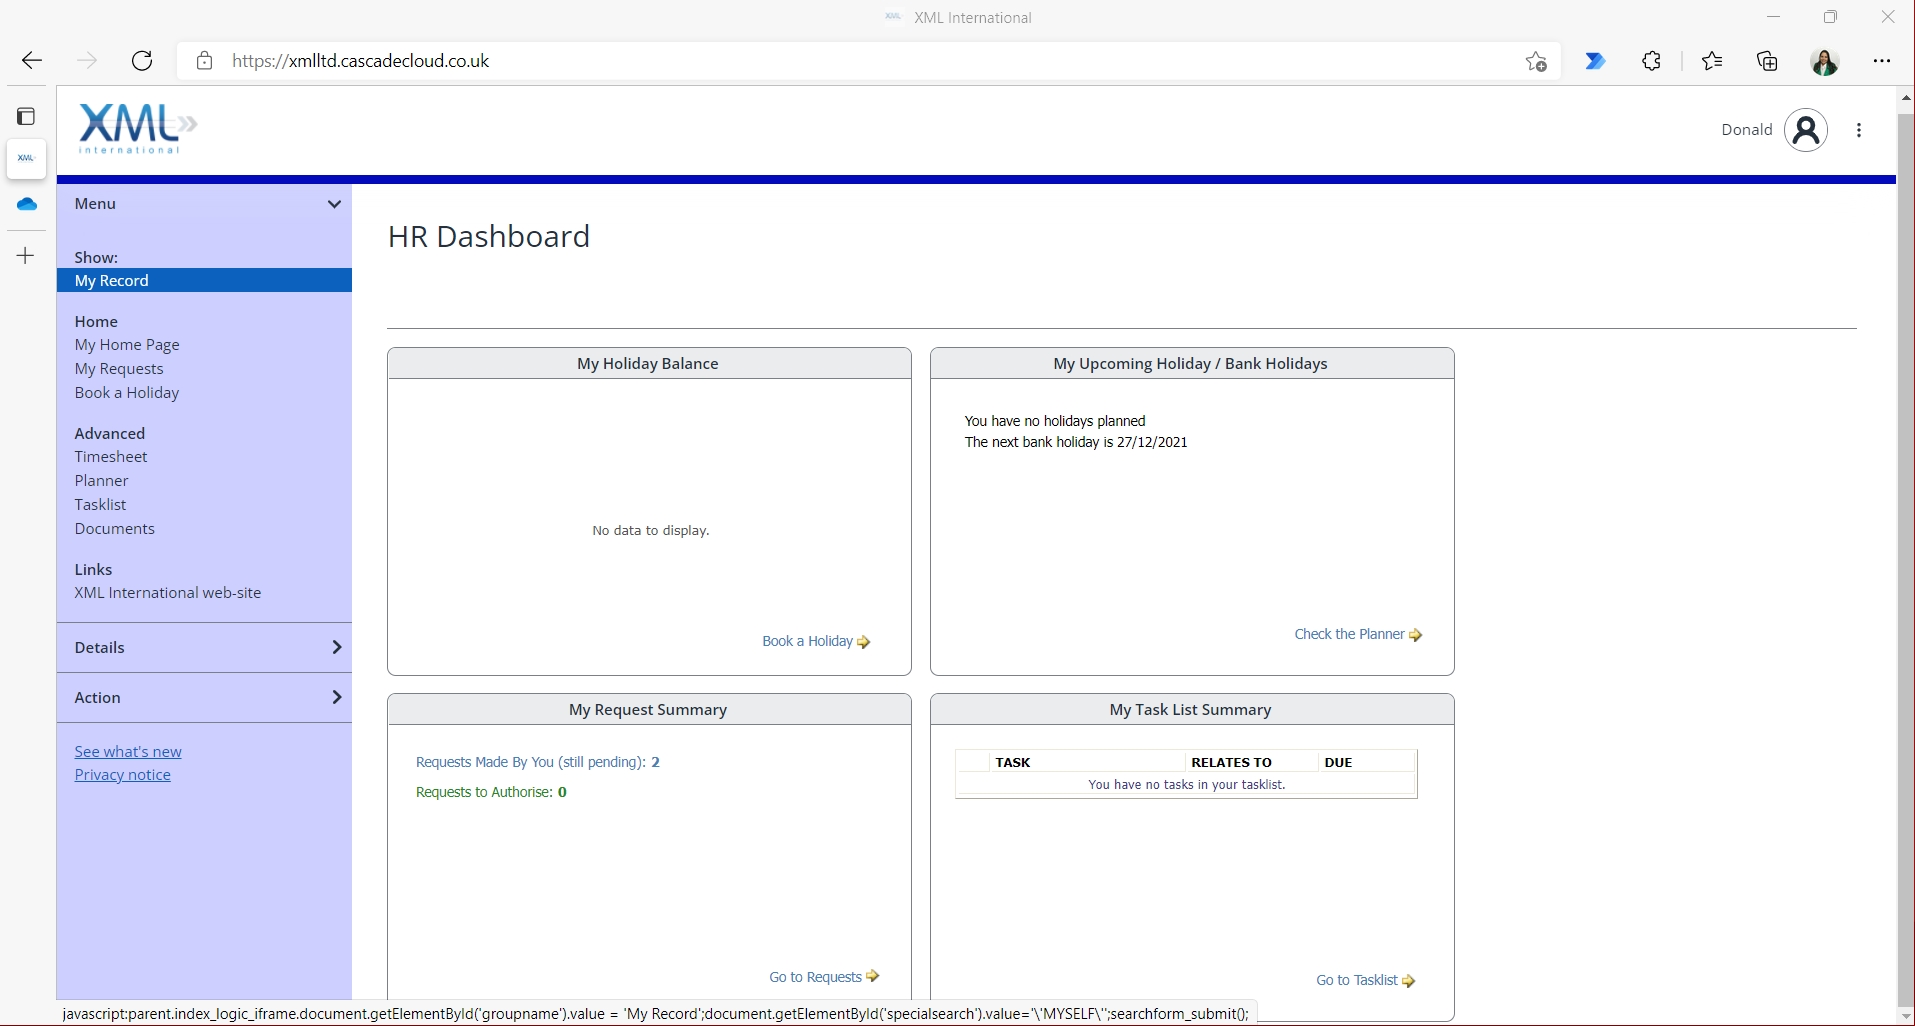 XML International
https://xmlltd.cascadecloud.co.uk
XML
international
Donald
XML
Menu
Show:
My Record
Home
My Home Page
My Requests
Book a Holiday
Advanced
Timesheet
Planner
Tasklist
Documents
Links
XML International web-site
Details
Action
See what's new
Privacy notice
HR Dashboard
My Holiday Balance
No data to display.
Book a Holiday
My Upcoming Holiday / Bank Holidays
You have no holidays planned
The next bank holiday is 27/12/2021
Check the Planner
My Request Summary
Requests Made By You (still pending): 2
Requests to Authorise: 0
Go to Requests
My Task List Summary
TASK RELATES TO DUE
You have no tasks in your tasklist.
Go to Tasklist
javascript:parent.index_logic_iframe.document.getElementById('groupname').value = 'My Record';document.getElementById('specialsearch').value='\'MYSELF\'';searchform_submit();